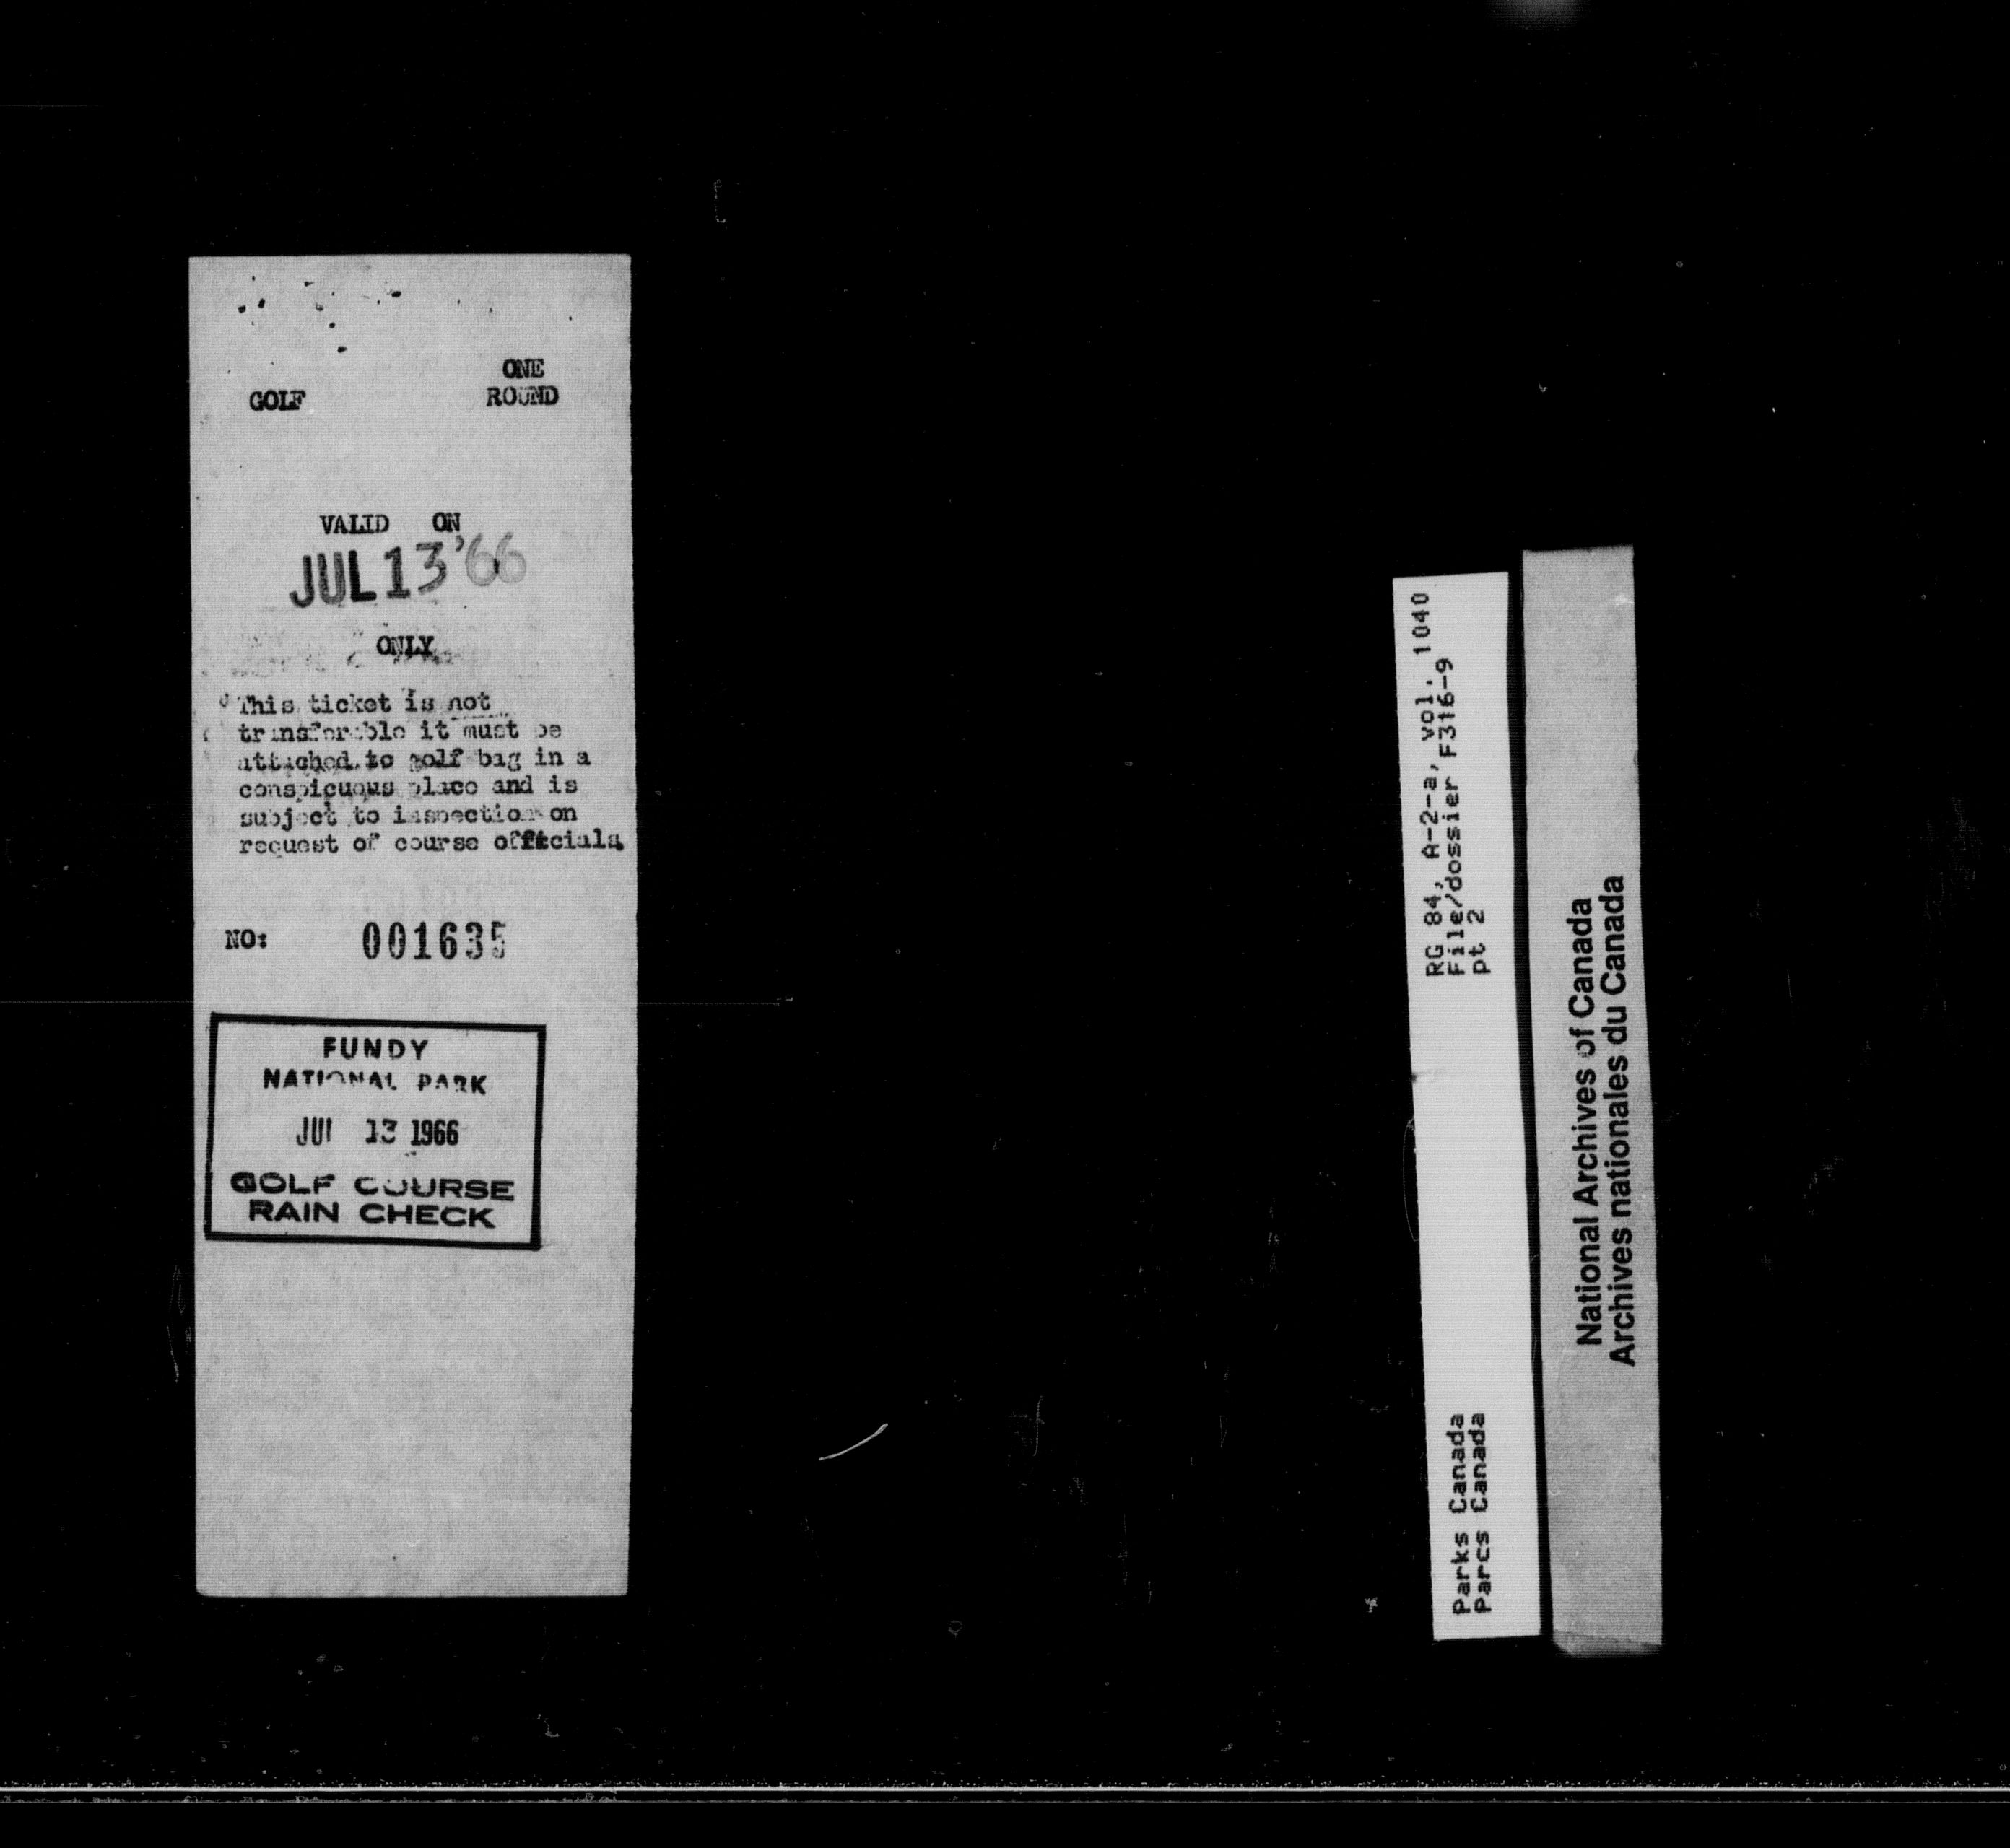 ONE
GOLF ROUND
VALID ON
JUL 13 '66
ONLY
This ticket is not
transferable it must be
attached to golf bag in a
conspicuous place and is
subject to inspection on
request of course officials.
NO: 001635
FUNDY
NATIONAL PARK
JUL 13 1966
GOLF COURSE
RAIN CHECK
RG 84, A-2-a, vol. 1040
File/dossier F316-9
pt 2
Parks Canada
Parcs Canada
National Archives of Canada
Archives nationales du Canada